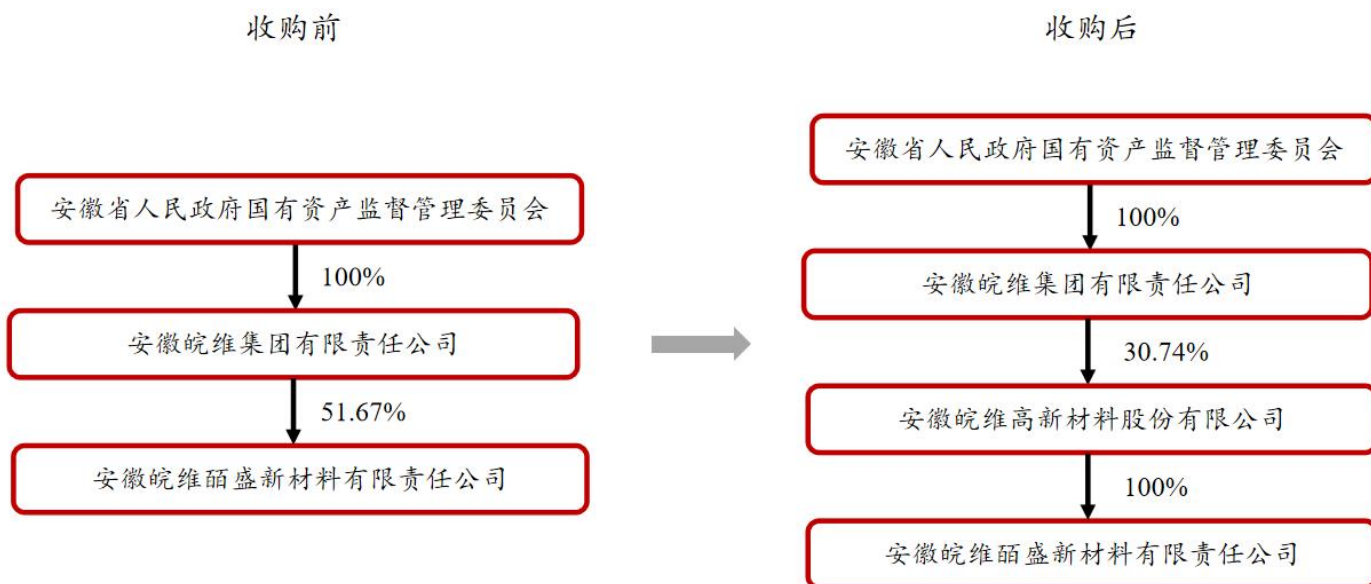 收购前
安徽省人民政府国有资产监督管理委员会
100%
安徽皖维集团有限责任公司
51.67%
安徽皖维皕盛新材料有限责任公司
收购后
安徽省人民政府国有资产监督管理委员会
100%
安徽皖维集团有限责任公司
30.74%
安徽皖维高新材料股份有限公司
100%
安徽皖维皕盛新材料有限责任公司